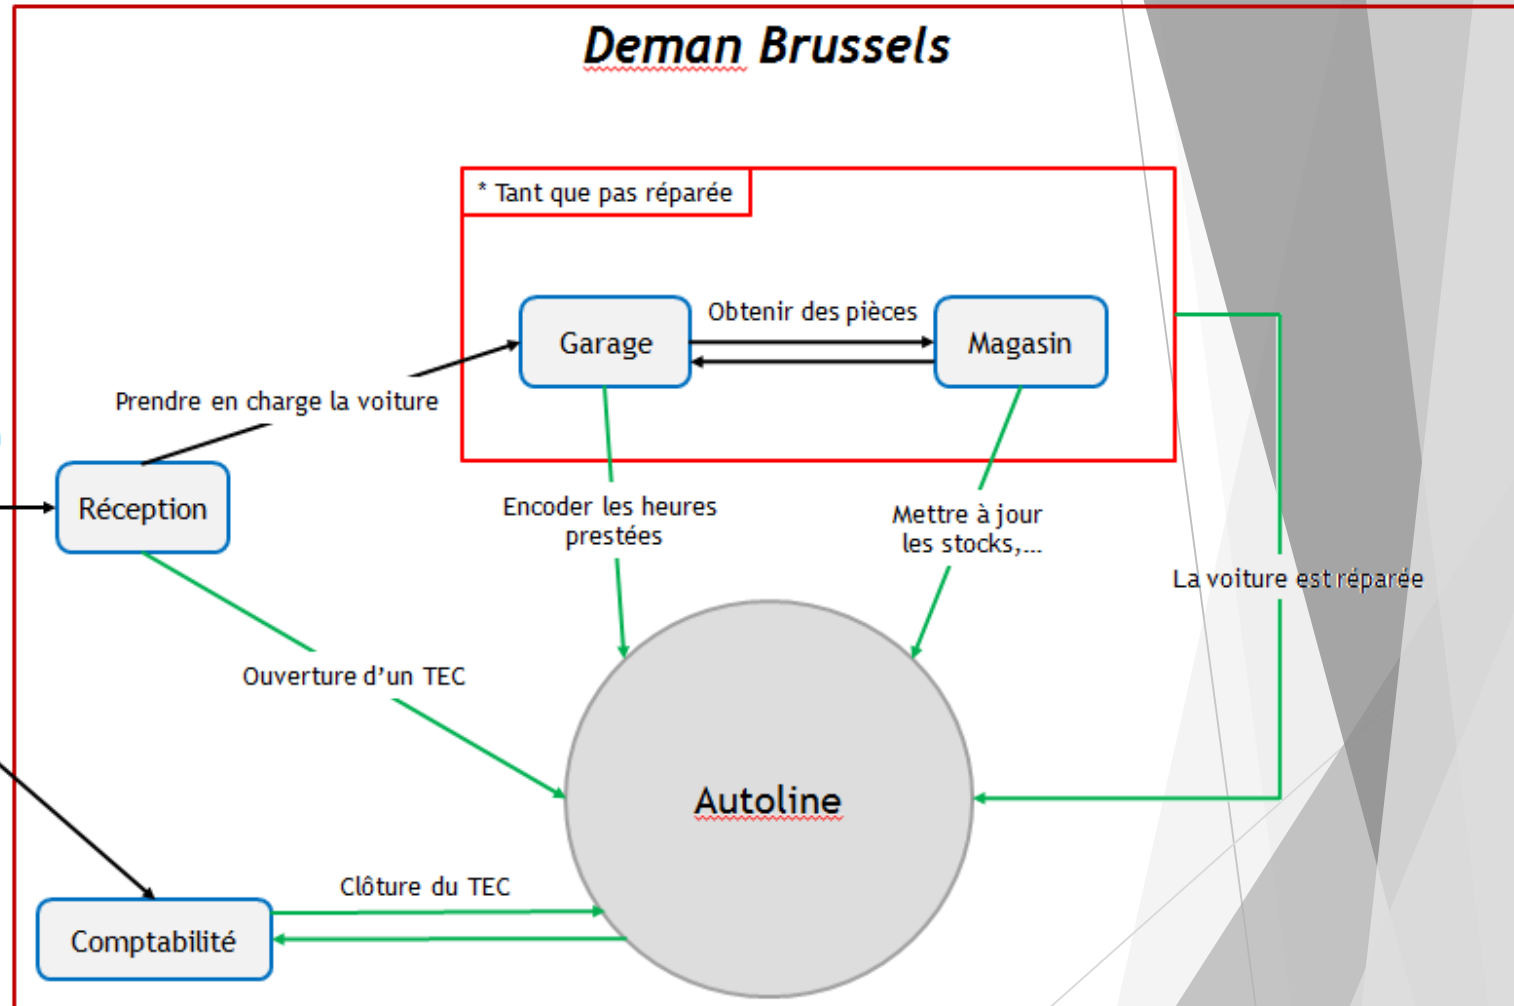 Deman Brussels
* Tant que pas réparée
Obtenir des pièces
Garage
Magasin
Prendre en charge la voiture
Réception
Encoder les heures
prestées
Mettre à jour
les stocks,...
La voiture est réparée
Ouverture d'un TEC
Autoline
Clôture du TEC
Comptabilité